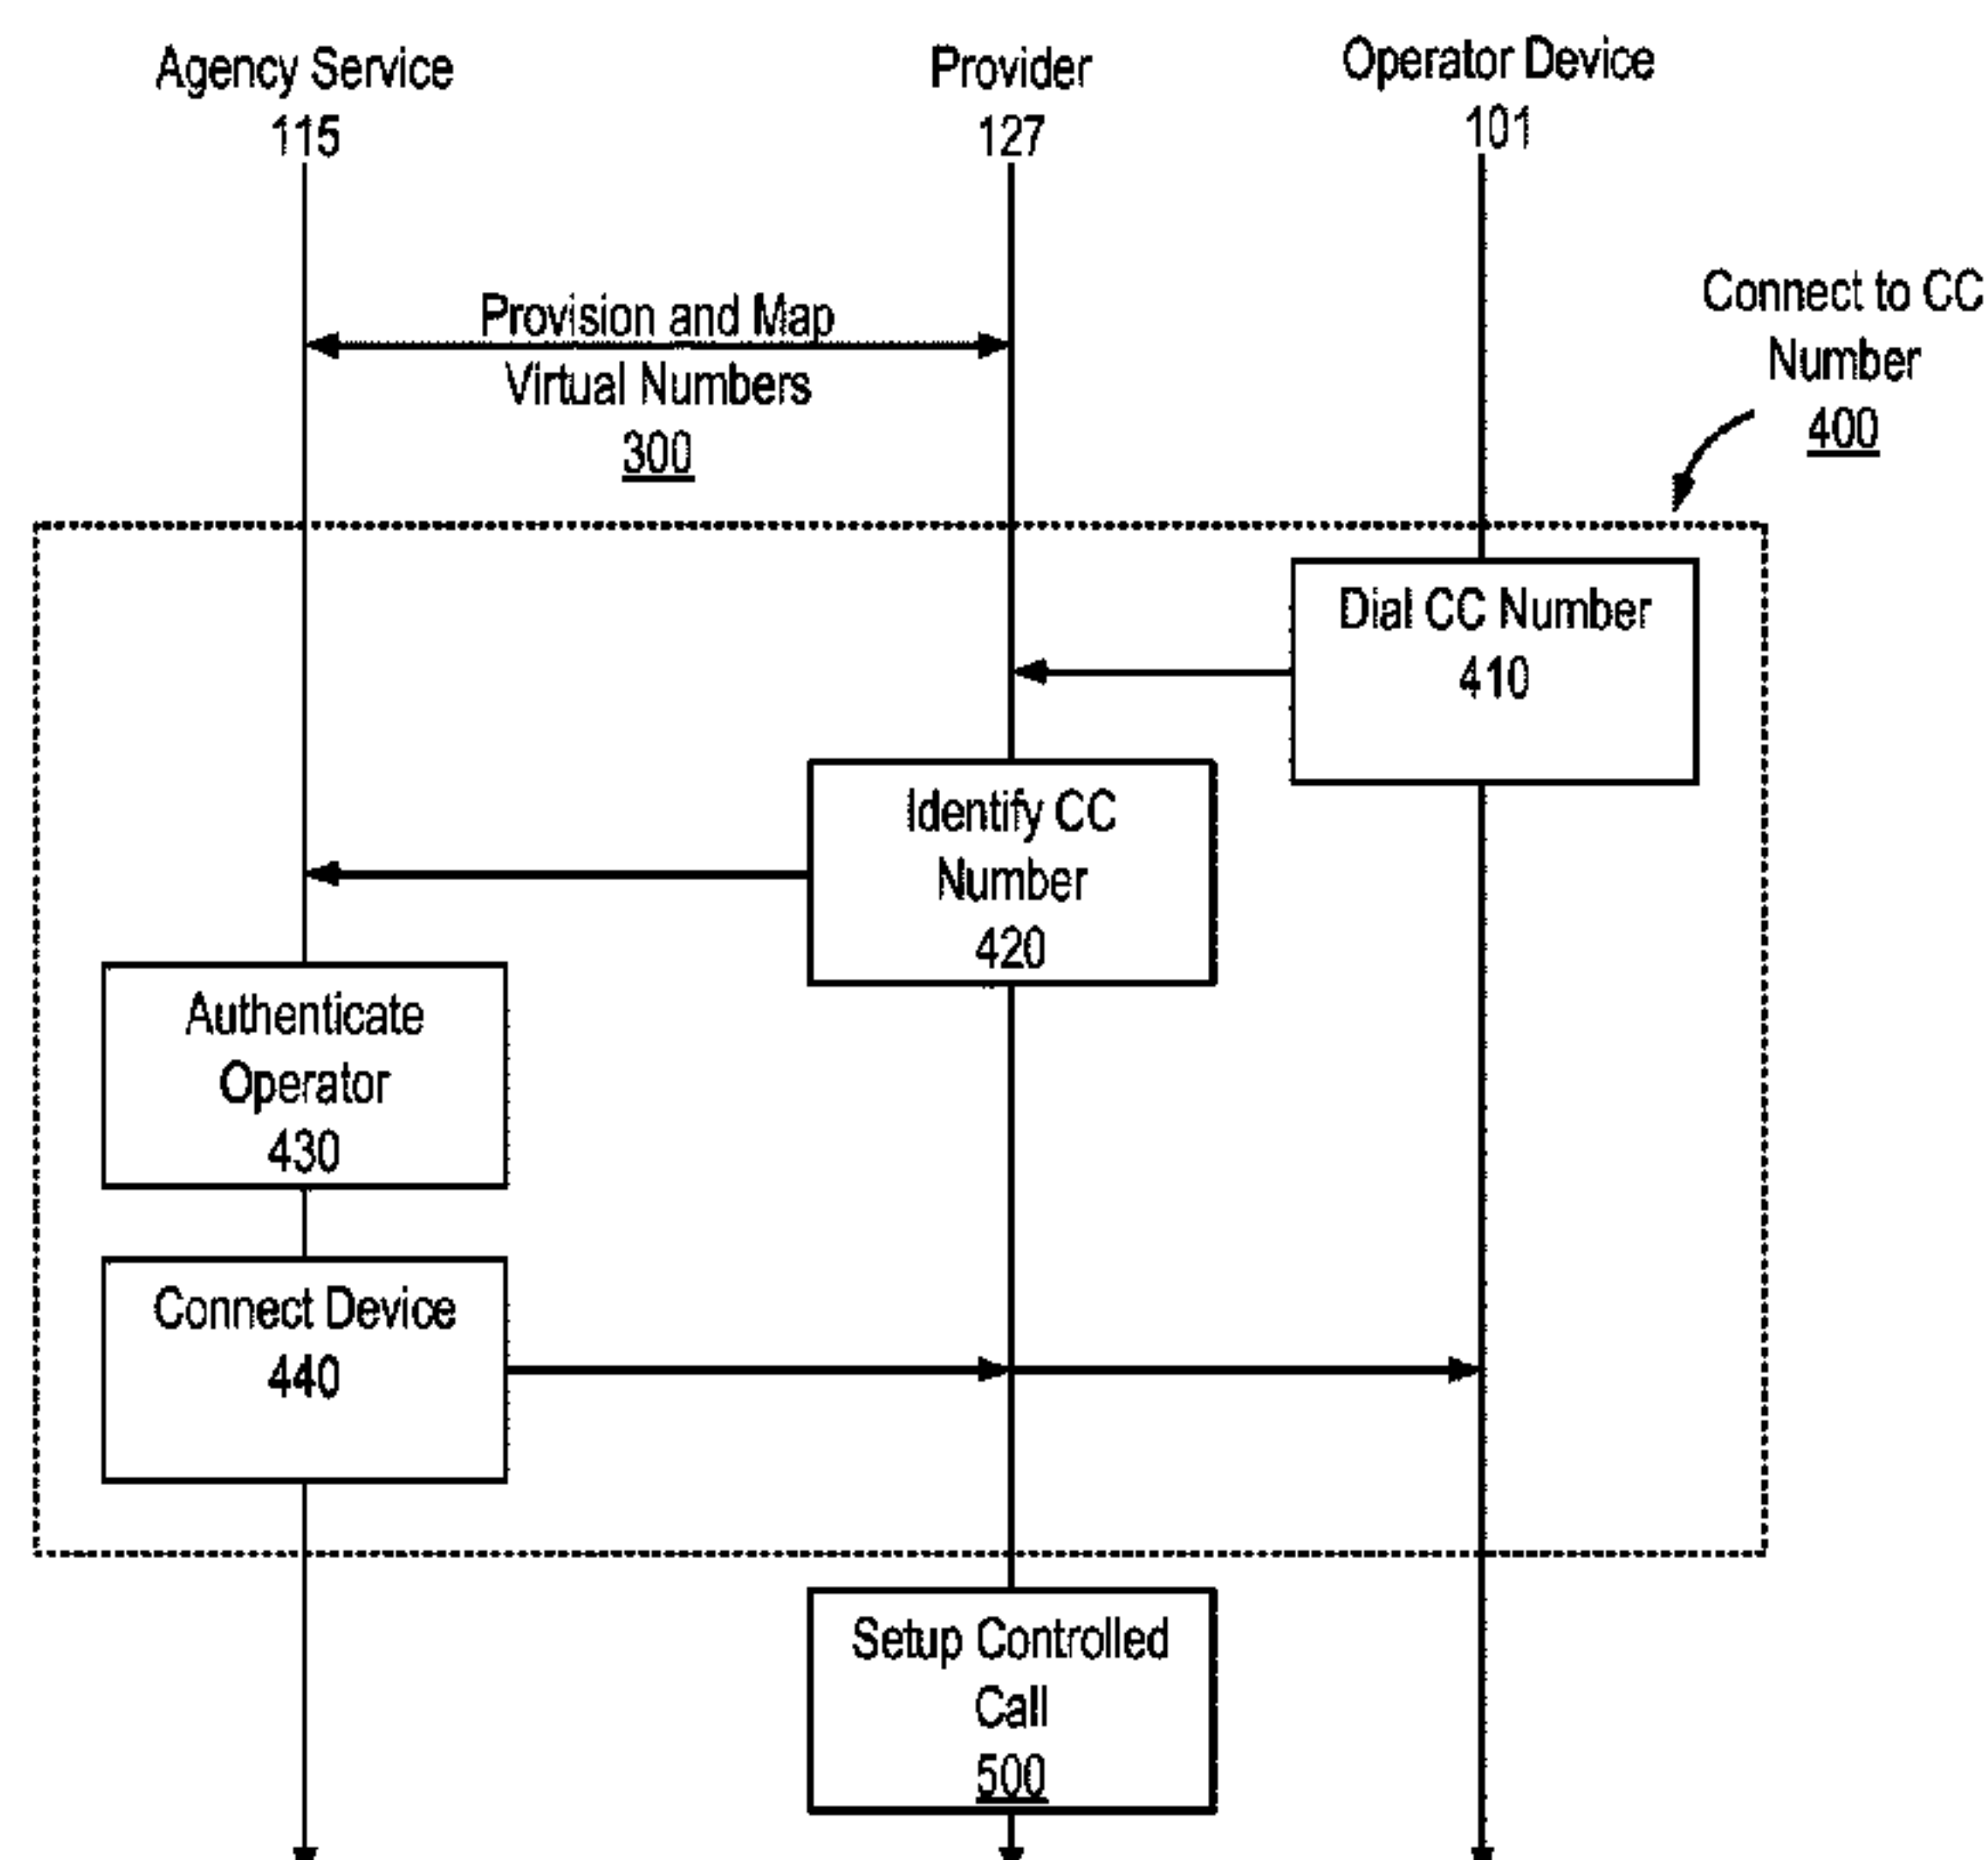 Agency Service
115
Provider
127
Operator Device
101
Provision and Map
Virtual Numbers
300
Connect to CC
Number
400
Dial CC Number
410
Identify CC
Number
420
Authenticate
Operator
430
Connect Device
440
Setup Controlled
Call
500